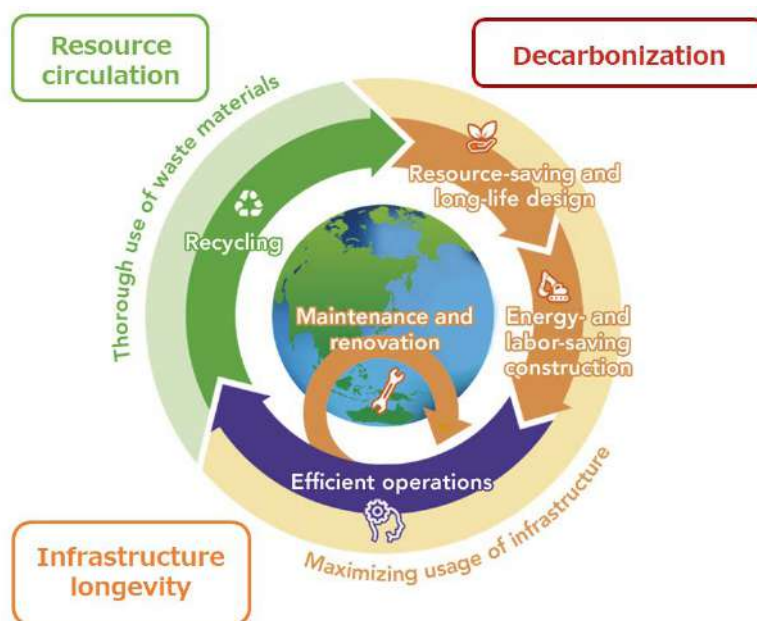 Resource
circulation
Decarbonization
Thorough use of waste materials
Resource-saving and
long-life design
Recycling
Maintenance and
renovation
Energy- and
labor-saving
construction
Efficient operations
Maximizing usage of infrastructure
Infrastructure
longevity